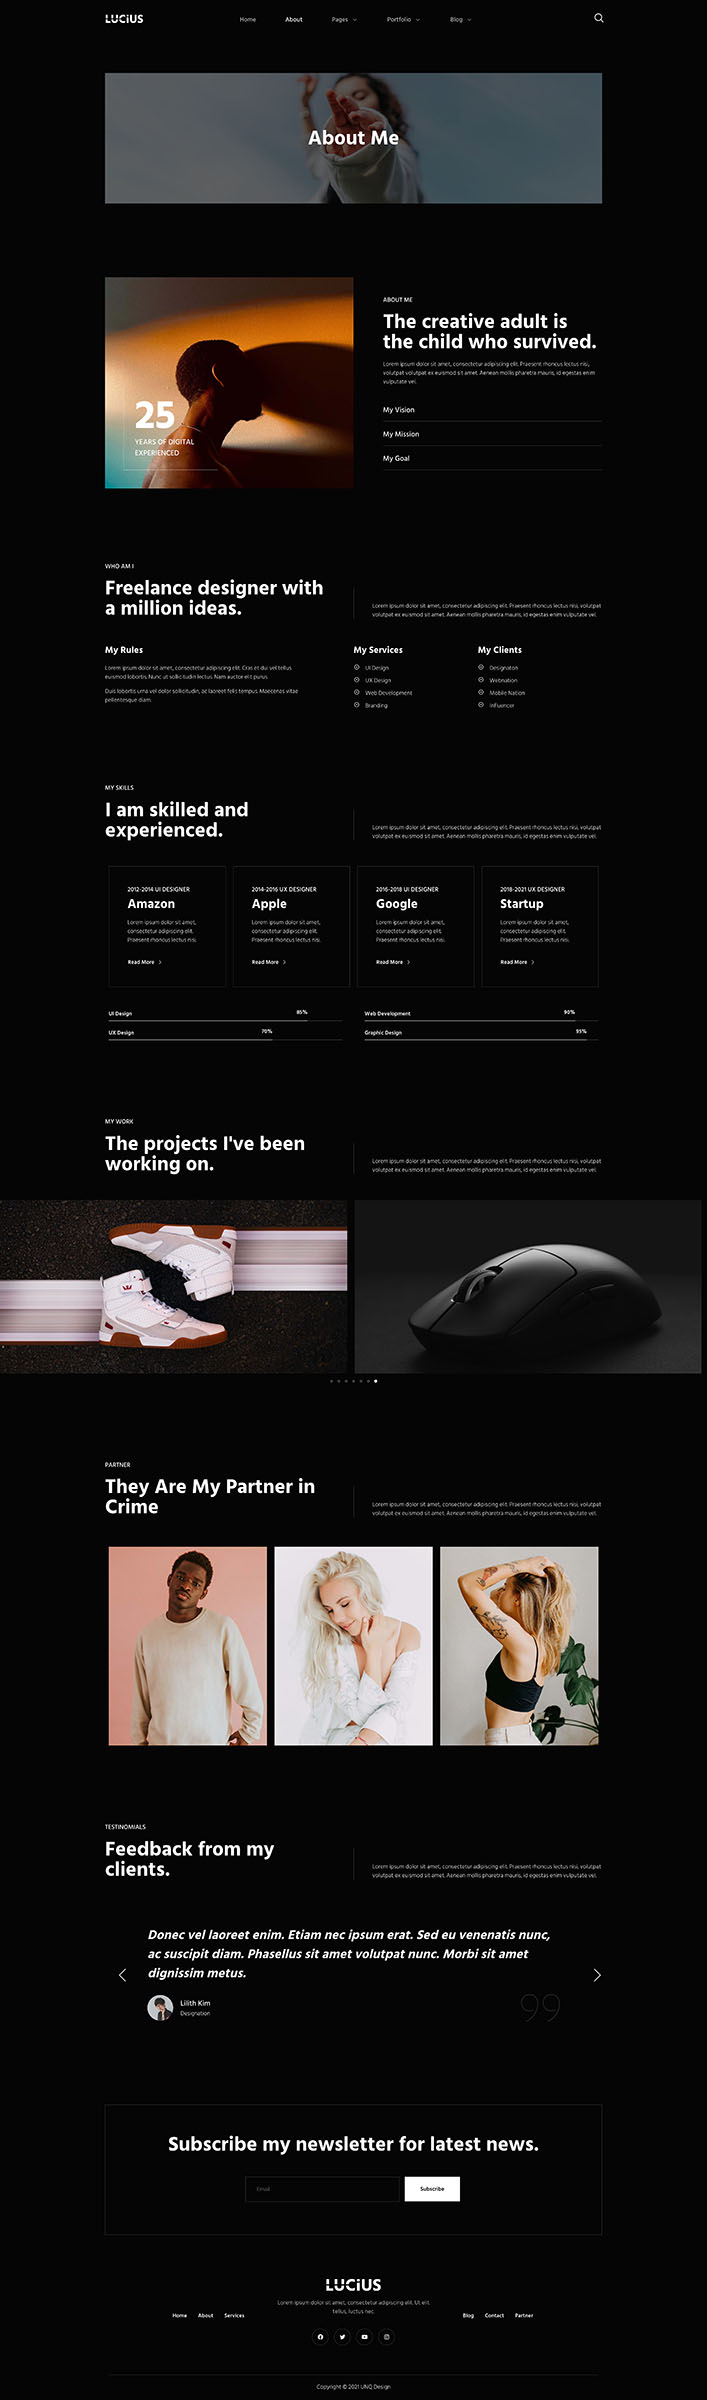 LUCiUS
Home About Pages Portfolio Blog
About Me
25
YEARS OF DIGITAL
EXPERIENCED
ABOUT ME
The creative adult is
the child who survived.
Lorem ipsum dolor sit amet, consectetur adipiscing elit. Praesent rhoncus lectus nisi,
volutpat volutpat ex euismod sit amet. Aenean mollis pharetra mauris, id egestas enim
vulputate vel.
My Vision
My Mission
My Goal
WHO AM I
Freelance designer with
a million ideas.
Lorem ipsum dolor sit amet, consectetur adipiscing elit. Praesent rhoncus lectus nisi, volutpat
volutpat ex euismod sit amet. Aenean mollis pharetra mauris, id egestas enim vulputate vel.
My Rules
Lorem ipsum dolor sit amet, consectetur adipiscing elit. Cras et dui vel tellus
euismod lobortis. Nunc ut sollicitudin lectus. Nam auctor elit purus.
Duis lobortis urna vel dolor sollicitudin, ac laoreet felis tempus. Maecenas vitae
pellentesque diam.
My Services
UI Design
UX Design
Web Development
Branding
My Clients
Designation
Webnation
Mobile Nation
Influencer
MY SKILLS
I am skilled and
experienced.
Lorem ipsum dolor sit amet, consectetur adipiscing elit. Praesent rhoncus lectus nisi, volutpat
volutpat ex euismod sit amet. Aenean mollis pharetra mauris, id egestas enim vulputate vel.
2012-2014 UI DESIGNER
Amazon
Lorem ipsum dolor sit amet,
consectetur adipiscing elit.
Praesent rhoncus lectus nisi.
Read More
2014-2016 UX DESIGNER
Apple
Lorem ipsum dolor sit amet,
consectetur adipiscing elit.
Praesent rhoncus lectus nisi.
Read More
2016-2018 UI DESIGNER
Google
Lorem ipsum dolor sit amet,
consectetur adipiscing elit.
Praesent rhoncus lectus nisi.
Read More
2018-2021 UX DESIGNER
Startup
Lorem ipsum dolor sit amet,
consectetur adipiscing elit.
Praesent rhoncus lectus nisi.
Read More
UI Design 85%
UX Design 70%
Web Development 90%
Graphic Design 95%
MY WORK
The projects I've been
working on.
Lorem ipsum dolor sit amet, consectetur adipiscing elit. Praesent rhoncus lectus nisi, volutpat
volutpat ex euismod sit amet. Aenean mollis pharetra mauris, id egestas enim vulputate vel.
PARTNER
They Are My Partner in
Crime
Lorem ipsum dolor sit amet, consectetur adipiscing elit. Praesent rhoncus lectus nisi, volutpat
volutpat ex euismod sit amet. Aenean mollis pharetra mauris, id egestas enim vulputate vel.
TESTINOMIALS
Feedback from my
clients.
Lorem ipsum dolor sit amet, consectetur adipiscing elit. Praesent rhoncus lectus nisi, volutpat
volutpat ex euismod sit amet. Aenean mollis pharetra mauris, id egestas enim vulputate vel.
Donec vel laoreet enim. Etiam nec ipsum erat. Sed eu venenatis nunc,
ac suscipit diam. Phasellus sit amet volutpat nunc. Morbi sit amet
dignissim metus.
Lilith Kim
Designation
Subscribe my newsletter for latest news.
Email
Subscribe
LUCiUS
Lorem ipsum dolor sit amet, consectetur adipiscing elit. Ut elit
tellus, luctus nec.
Home About Services
Blog Contact Partner
Copyright © 2021 UNQ Design